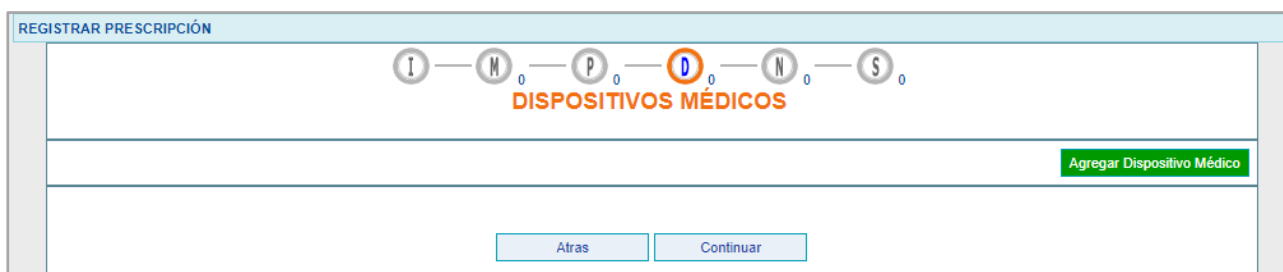 REGISTRAR PRESCRIPCIÓN
I M 0 P 0 D 0 N 0 S 0
DISPOSITIVOS MÉDICOS
Agregar Dispositivo Médico
Atras Continuar